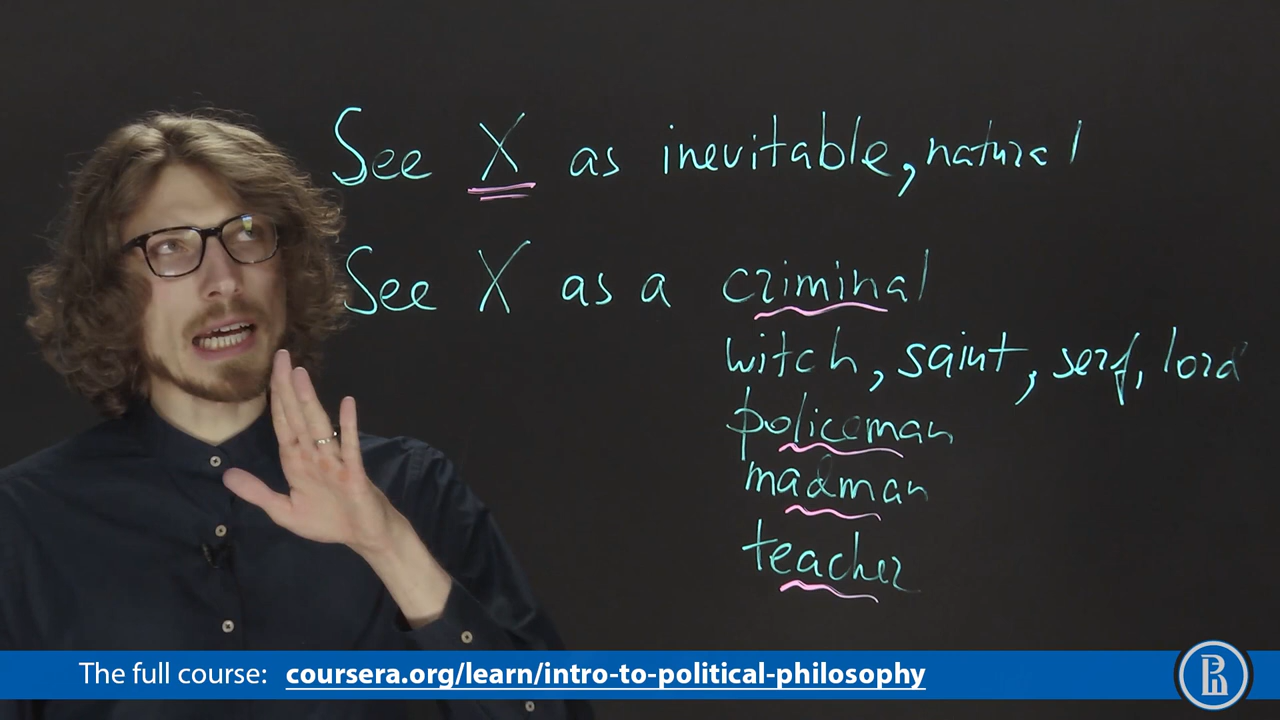 See X as inevitable, natural
See X as a criminal
witch, saint, serf, lord
policeman
madman
teacher
The full course: coursera.org/learn/intro-to-political-philosophy